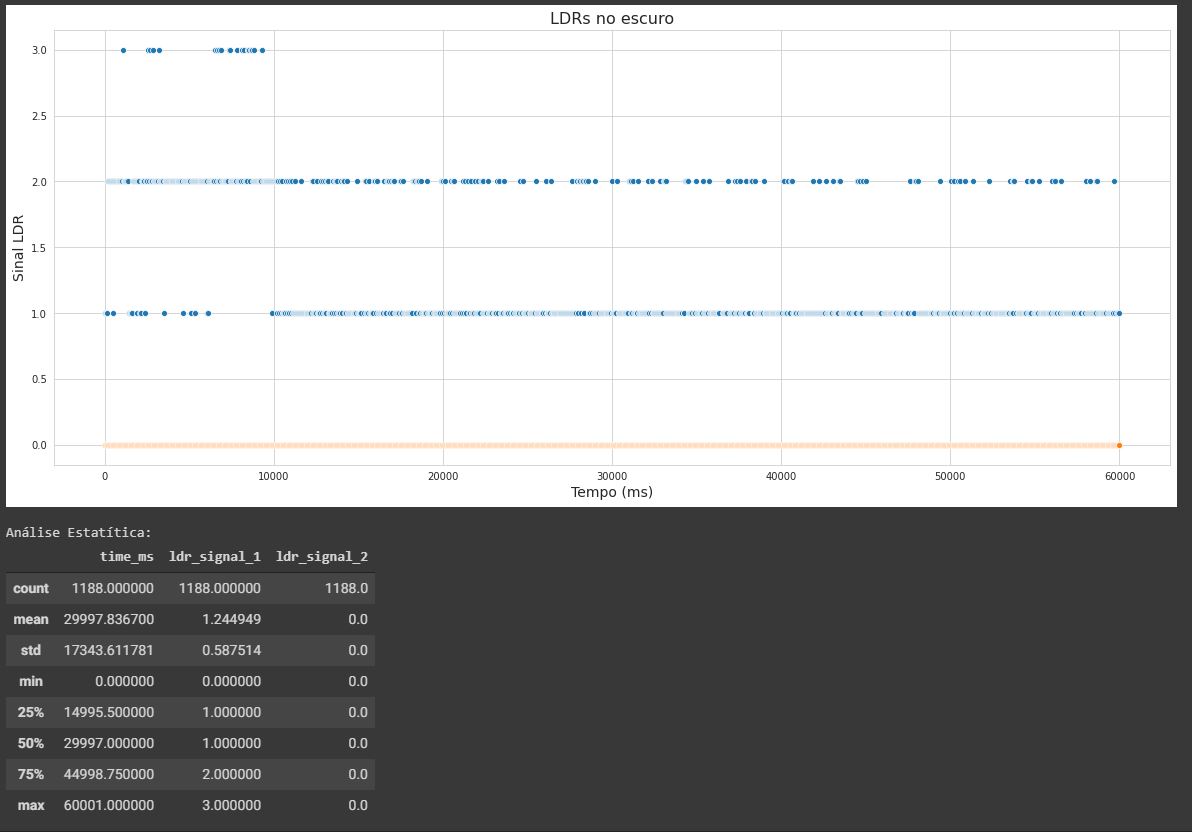 LDRs no escuro
3.0
2.5
2.0
1.5
1.0
0.5
0.0
Sinal LDR
0 10000 20000 30000 40000 50000 60000
Tempo (ms)
Análise Estatítica:
time_ms ldr_signal_1 ldr_signal_2
count 1188.000000 1188.000000 1188.0
mean 29997.836700 1.244949 0.0
std 17343.611781 0.587514 0.0
min 0.000000 0.000000 0.0
25% 14995.500000 1.000000 0.0
50% 29997.000000 1.000000 0.0
75% 44998.750000 2.000000 0.0
max 60001.000000 3.000000 0.0